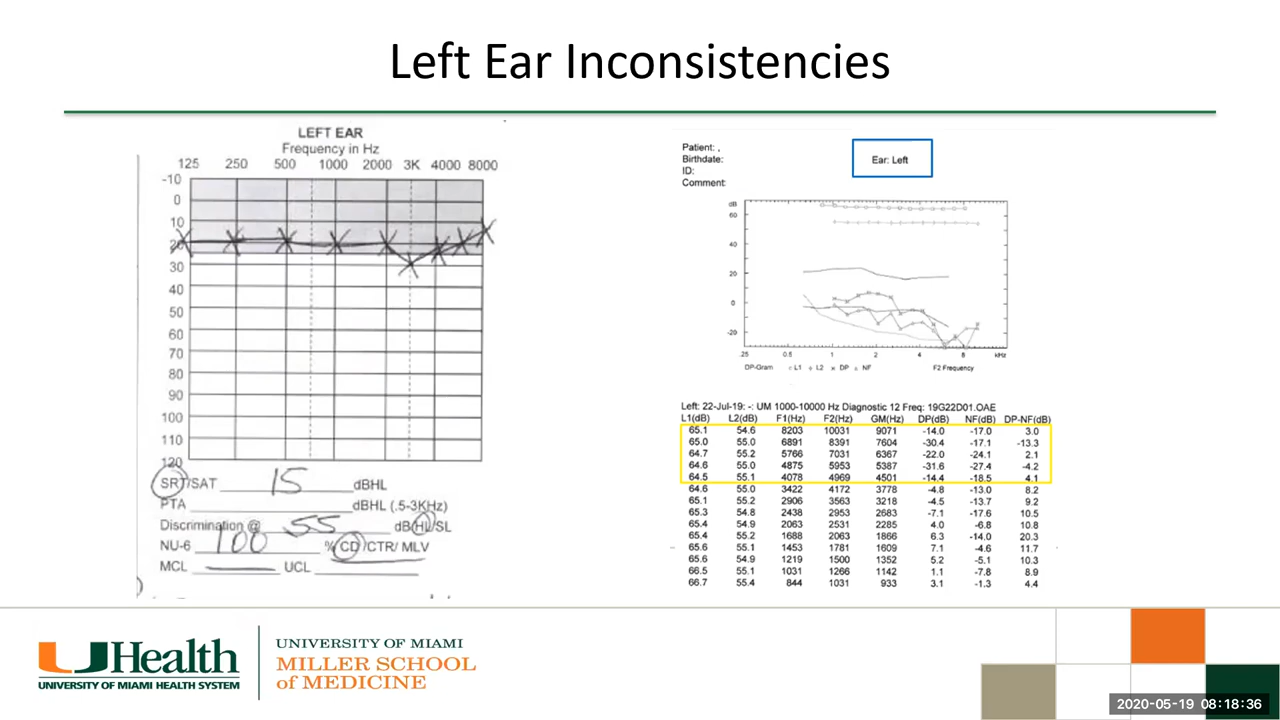 Left Ear Inconsistencies
LEFT EAR
Frequency in Hz
125 250 500 1000 2000 3K 4000 8000
-10
0
10
20
30
40
50
60
70
80
90
100
110
120
SRT/SAT 15 dBHL
PTA dBHL (.5-3KHz)
Discrimination @ 55 dB HL/SL
NU-6 100 % CD/CTR/ MLV
MCL UCL
Patient: ,
Birthdate:
ID:
Comment:
Ear: Left
dB
60
40
20
0
-20
.25 0.5 1 2 4 8 kHz
DP-Gram L1 L2 DP NF F2 Frequency
Left: 22-Jul-19: -: UM 1000-10000 Hz Diagnostic 12 Freq: 19G22D01.OAE
L1(dB) L2(dB) F1(Hz) F2(Hz) GM(Hz) DP(dB) NF(dB) DP-NF(dB)
65.1 54.6 8203 10031 9071 -14.0 -17.0 3.0
65.0 55.0 6891 8391 7604 -30.4 -17.1 -13.3
64.7 55.2 5766 7031 6367 -22.0 -24.1 2.1
64.6 55.0 4875 5953 5387 -31.6 -27.4 -4.2
64.5 55.1 4078 4969 4501 -14.4 -18.5 4.1
64.6 55.0 3422 4172 3778 -4.8 -13.0 8.2
65.1 55.2 2906 3563 3218 -4.5 -13.7 9.2
65.3 54.8 2438 2953 2683 -7.1 -17.6 10.5
65.4 54.9 2063 2531 2285 4.0 -6.8 10.8
65.4 55.2 1688 2063 1866 6.3 -14.0 20.3
65.6 55.1 1453 1781 1609 7.1 -4.6 11.7
65.6 54.9 1219 1500 1352 5.2 -5.1 10.3
66.5 55.1 1031 1266 1142 1.1 -7.8 8.9
66.7 55.4 844 1031 933 3.1 -1.3 4.4
UHealth
UNIVERSITY OF MIAMI HEALTH SYSTEM
UNIVERSITY OF MIAMI
MILLER SCHOOL
of MEDICINE
2020-05-19 08:18:36